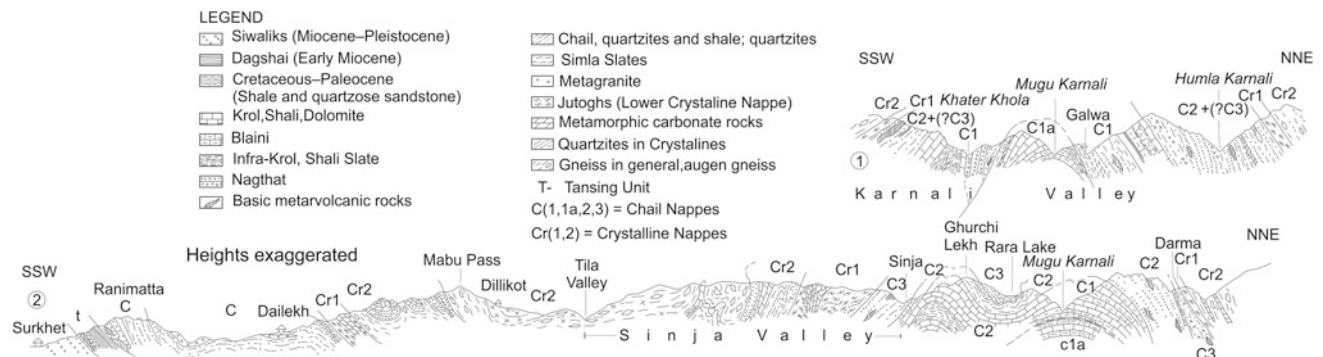 LEGEND
Siwaliks (Miocene–Pleistocene)
Dagshai (Early Miocene)
Cretaceous–Paleocene
(Shale and quartzose sandstone)
Krol,Shali,Dolomite
Blaini
Infra-Krol, Shali Slate
Nagthat
Basic metarvolcanic rocks
Chail, quartzites and shale; quartzites
Simla Slates
Metagranite
Jutoghs (Lower Crystaline Nappe)
Metamorphic carbonate rocks
Quartzites in Crystalines
Gneiss in general,augen gneiss
T- Tansing Unit
C(1,1a,2,3) = Chail Nappes
Cr(1,2) = Crystalline Nappes
SSW
NNE
Mugu Karnali
Humla Karnali
Cr2
Cr1
Khater Khola
C2+(?C3)
C1
C1a
Galwa
C1
C2 +(?C3)
Cr1
Cr2
1
Karnali Valley
Heights exaggerated
SSW
2
Surkhet
t
Ranimatta
C
C
Dailekh
Cr1
Cr2
Mabu Pass
Dillikot
Cr2
Tila
Valley
Cr2
Cr1
Sinja
C3
C2
Ghurchi
Lekh
C3
Rara Lake
C2
Mugu Karnali
C1
C2
Darma
Cr1
Cr2
NNE
Sinja Valley
C2
c1a
C3